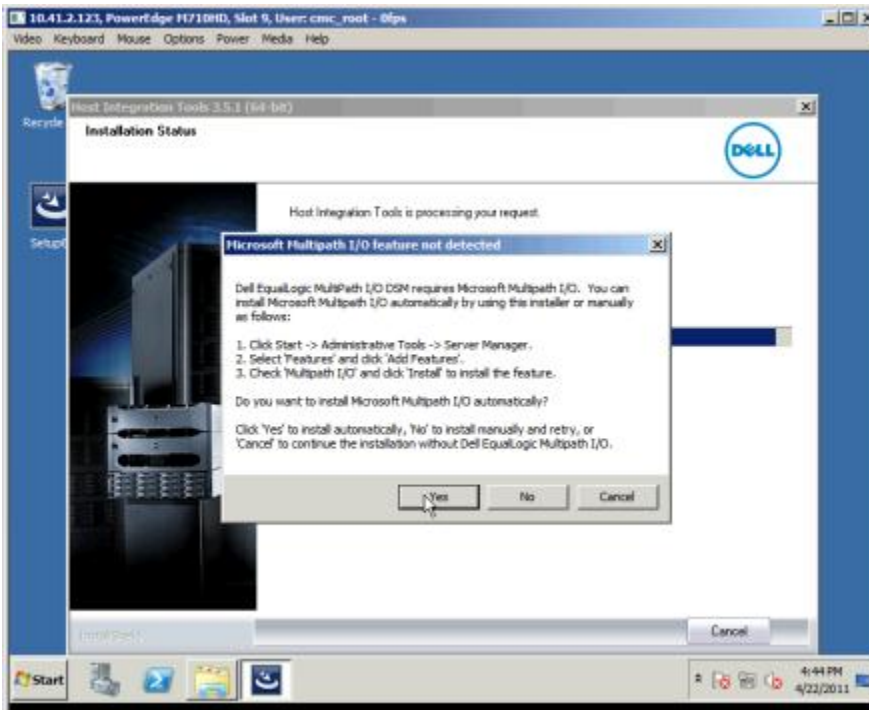 10.41.2.123, PowerEdge M710HD, Slot 9, User: cmc_root - 0fps
Video Keyboard Mouse Options Power Media Help
Recycle
Host Integration Tools 3.5.1 (64-bit)
Installation Status
DELL
Setup
Host Integration Tools is processing your request.
Microsoft Multipath I/O feature not detected
Dell EqualLogic MultiPath I/O DSM requires Microsoft Multipath I/O. You can
install Microsoft Multipath I/O automatically by using this installer or manually
as follows:
1. Click Start -> Administrative Tools -> Server Manager.
2. Select 'Features' and click 'Add Features'.
3. Check 'Multipath I/O' and click 'Install' to install the feature.
Do you want to install Microsoft Multipath I/O automatically?
Click 'Yes' to install automatically, 'No' to install manually and retry, or
'Cancel' to continue the installation without Dell EqualLogic Multipath I/O.
Yes No Cancel
InstallShield
Cancel
Start
4:44 PM
4/22/2011